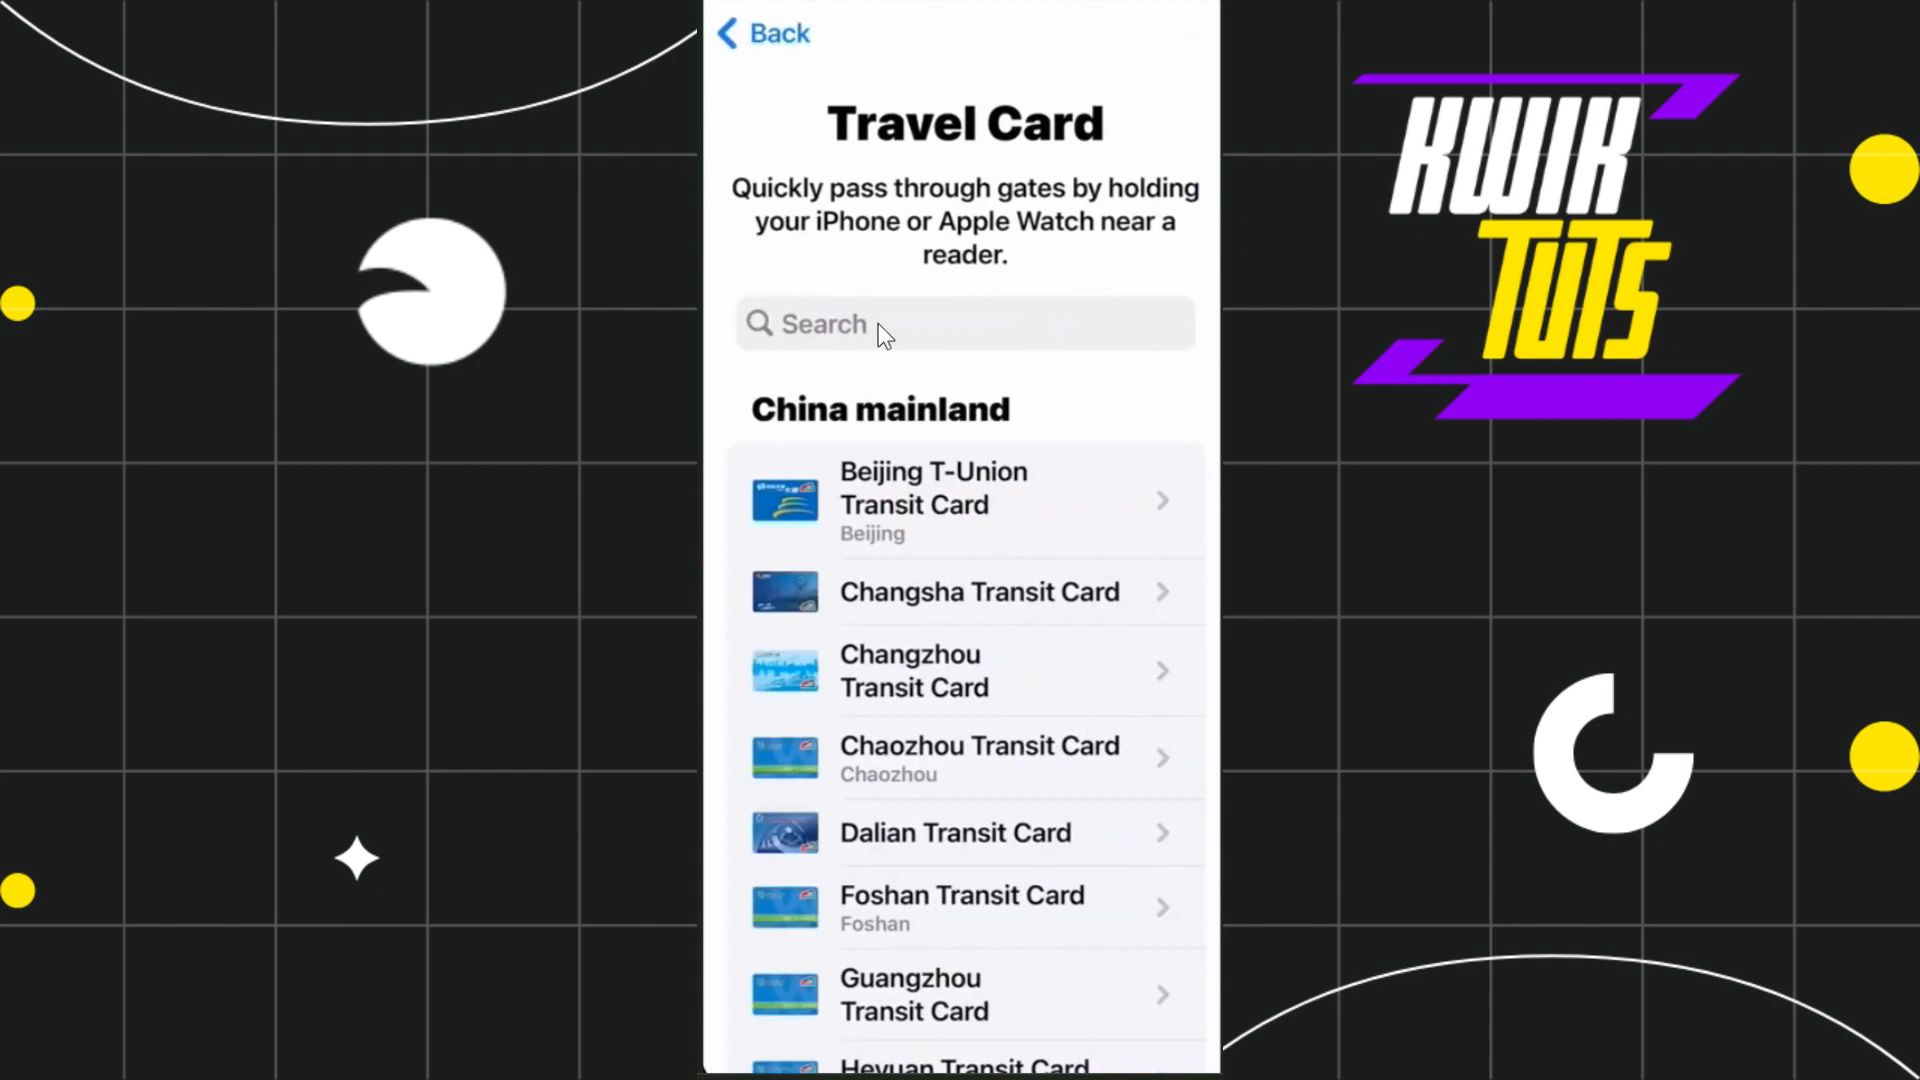 Back
Travel Card
Quickly pass through gates by holding
your iPhone or Apple Watch near a
reader.
Search
China mainland
Beijing T-Union
Transit Card
Beijing
Changsha Transit Card
Changzhou
Transit Card
Chaozhou Transit Card
Chaozhou
Dalian Transit Card
Foshan Transit Card
Foshan
Guangzhou
Transit Card
Heyuan Transit Card
KWIK
TUTS